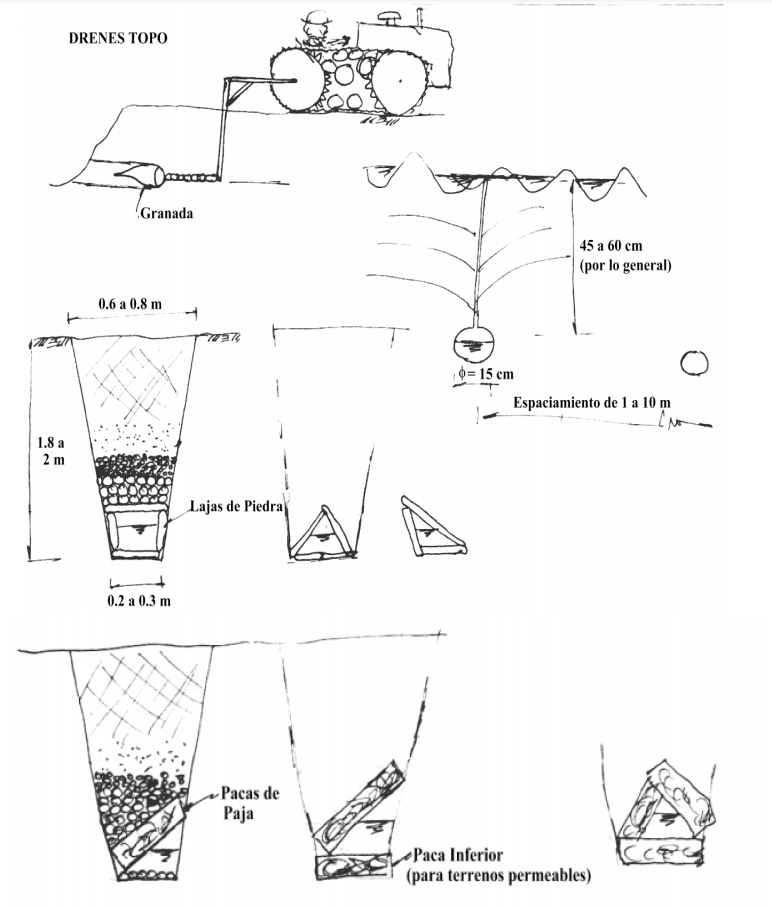 DRENES TOPO
Granada
45 a 60 cm
(por lo general)
0.6 a 0.8 m
ϕ= 15 cm
Espaciamiento de 1 a 10 m
1.8 a
2 m
Lajas de Piedra
0.2 a 0.3 m
Pacas de
Paja
Paca Inferior
(para terrenos permeables)